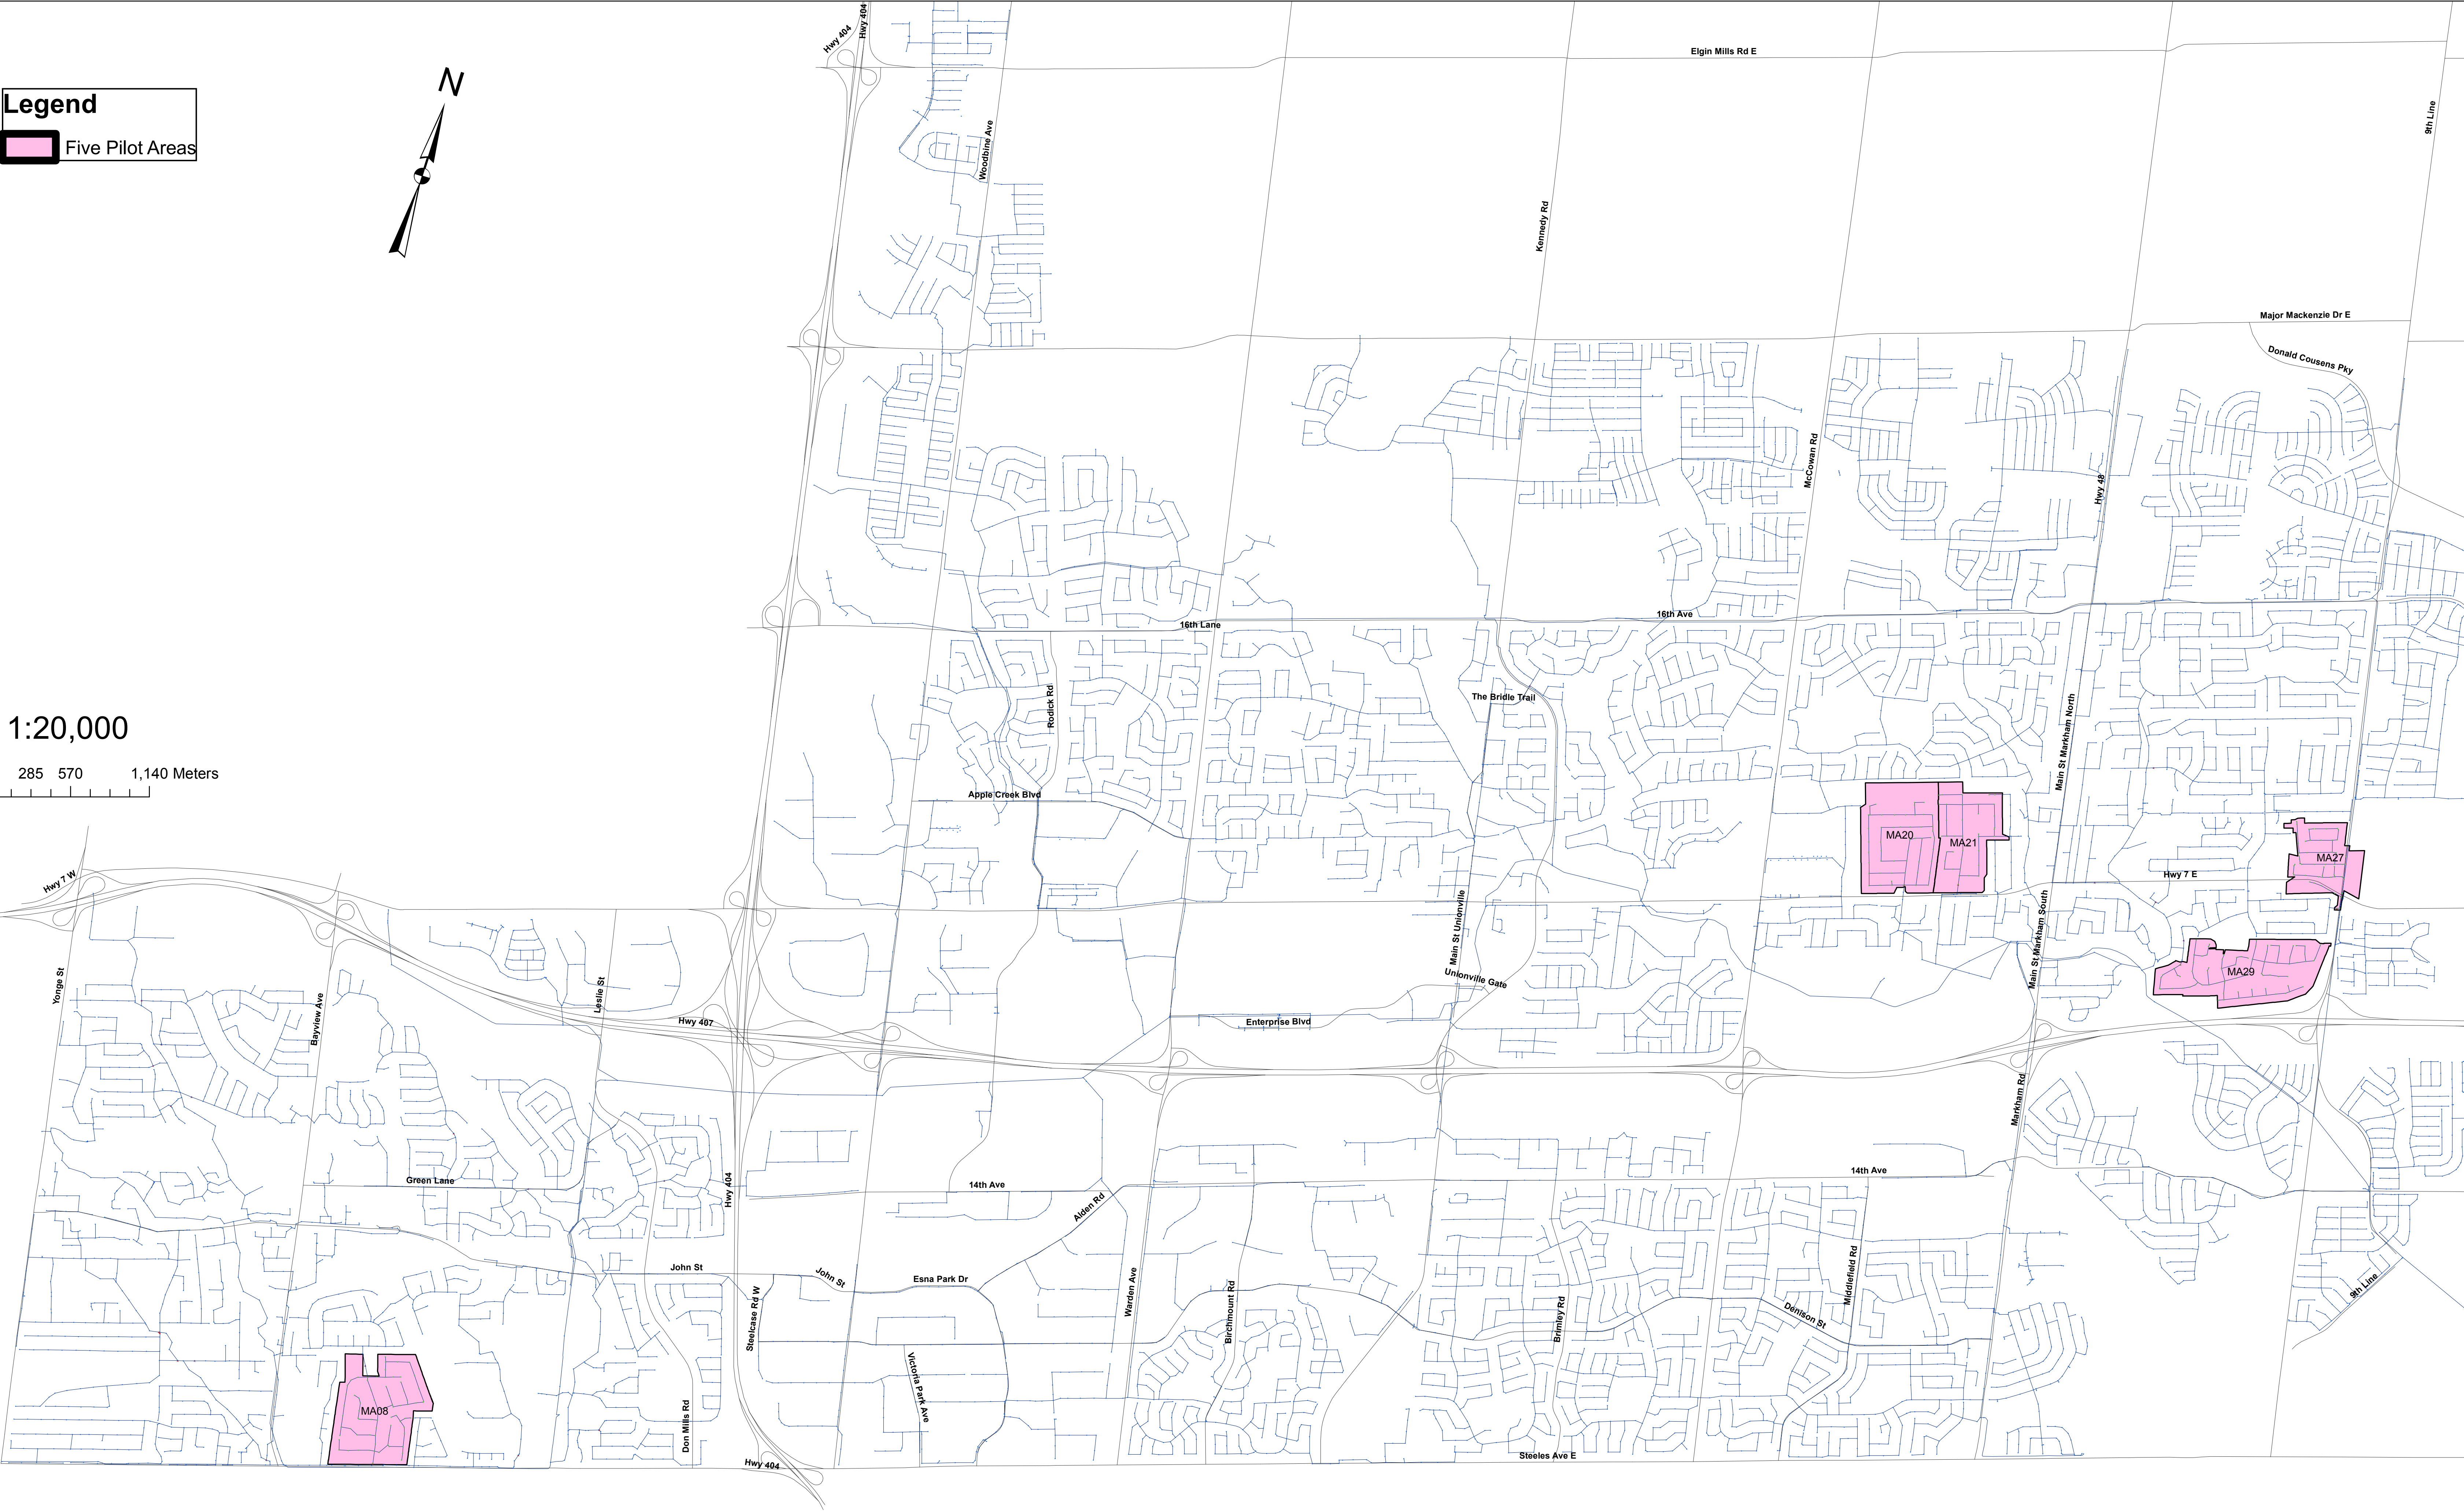 Hwy 404
Hwy 404
Elgin Mills Rd E
N
Legend
Five Pilot Areas
9th Line
Woodbine Ave
Kennedy Rd
Major Mackenzie Dr E
Donald Cousens Pky
McCowan Rd
Hwy 48
16th Ave
16th Lane
The Bridle Trail
Rodick Rd
Main St Markham North
1:20,000
285 570 1,140 Meters
Apple Creek Blvd
MA20
MA21
MA27
Hwy 7 E
Hwy 7 W
Main St Unionville
Main St Markham South
MA29
Unionville Gate
Yonge St
Leslie St
Bayview Ave
Hwy 407
Enterprise Blvd
Markham Rd
14th Ave
Green Lane
14th Ave
Hwy 404
Alden Rd
John St
John St
Esna Park Dr
Warden Ave
Birchmount Rd
Middlefield Rd
9th Line
Steelcase Rd W
Brimley Rd
Denison St
Victoria Park Ave
MA08
Don Mills Rd
Steeles Ave E
Hwy 404